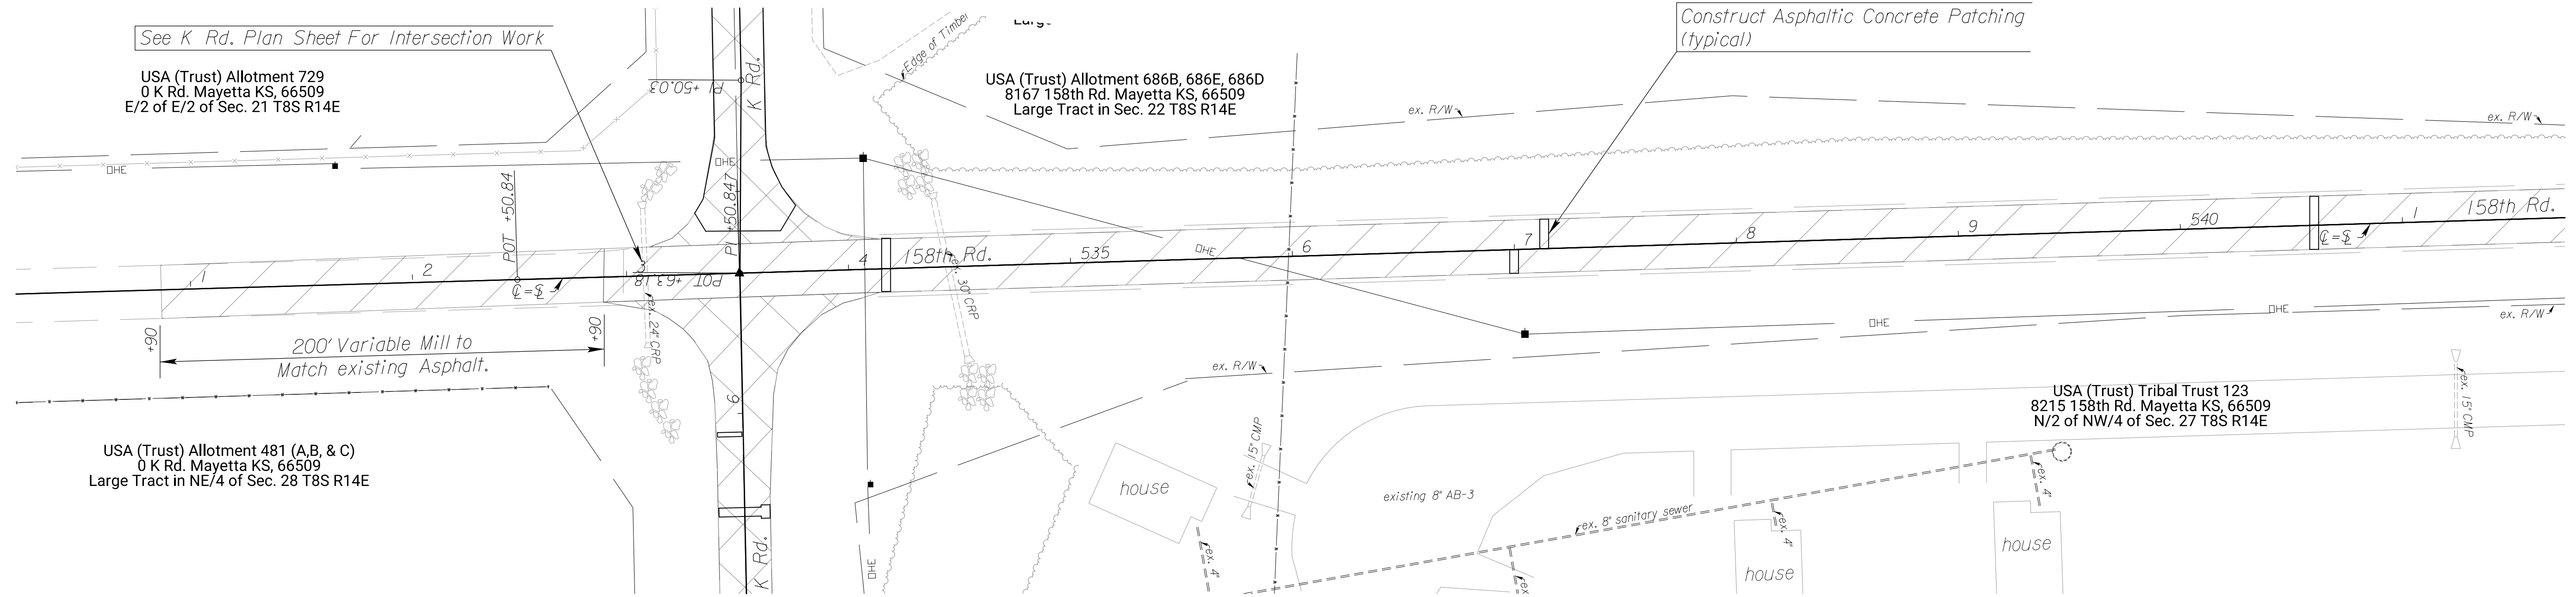 See K Rd. Plan Sheet For Intersection Work
USA (Trust) Allotment 729
0 K Rd. Mayetta KS, 66509
E/2 of E/2 of Sec. 21 T8S R14E
OHE
PI +50.03
K Rd.
Edge of Timber
USA (Trust) Allotment 686B, 686E, 686D
8167 158th Rd. Mayetta KS, 66509
Large Tract in Sec. 22 T8S R14E
Construct Asphaltic Concrete Patching
(typical)
ex. R/W
ex. R/W
OHE
POT +50.84
PI +50.847
1
2
3
4
158th Rd.
535
OHE
6
7
8
9
540
1
158th Rd.
POT +63.18
ex. 24" CRP
ex. 30" CRP
+90
+90
200' Variable Mill to
Match existing Asphalt.
OHE
OHE
ex. R/W
ex. R/W
6
USA (Trust) Allotment 481 (A,B, & C)
0 K Rd. Mayetta KS, 66509
Large Tract in NE/4 of Sec. 28 T8S R14E
USA (Trust) Tribal Trust 123
8215 158th Rd. Mayetta KS, 66509
N/2 of NW/4 of Sec. 27 T8S R14E
ex. 15" CMP
ex. 15" CMP
house
existing 8" AB-3
ex. 8" sanitary sewer
ex. 4"
ex. 4"
ex. 4"
ex.
house
house
K Rd.
OHE